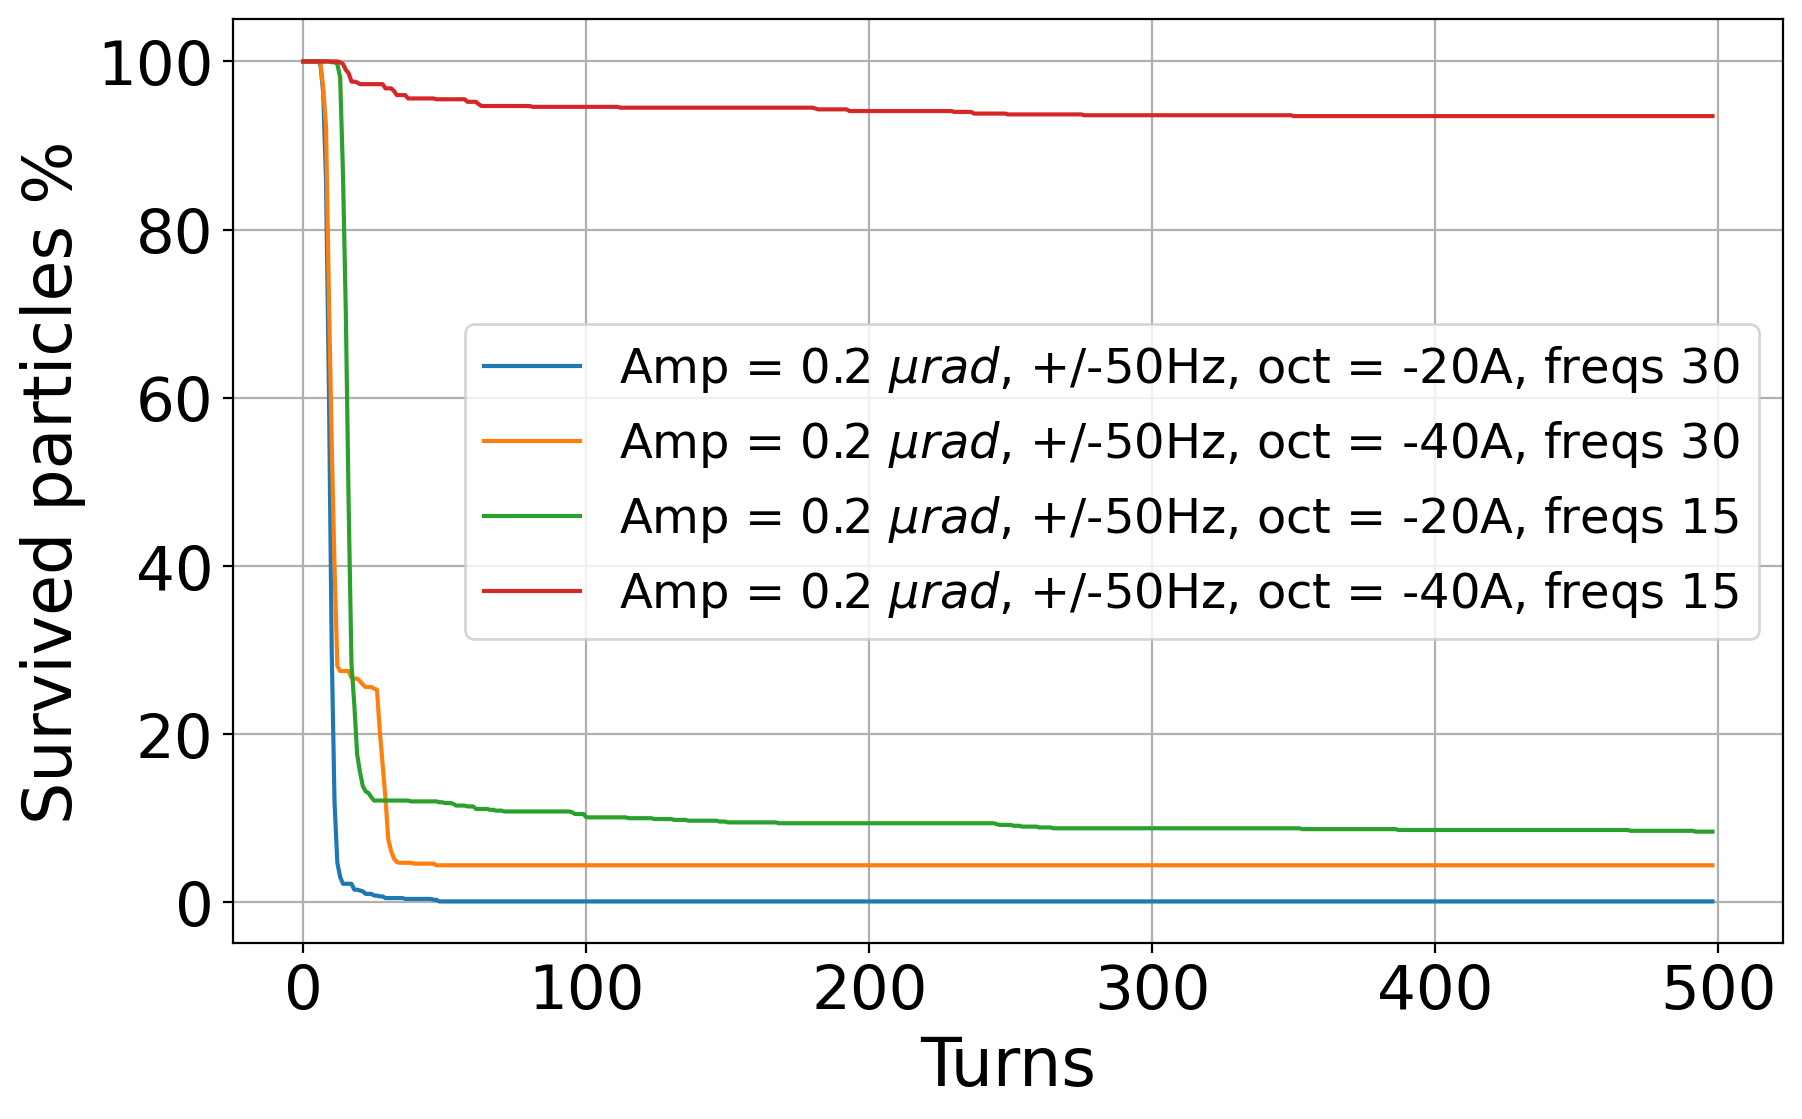 100
80
60
40
20
0
Survived particles %
Amp = 0.2 μrad, +/-50Hz, oct = -20A, freqs 30
Amp = 0.2 μrad, +/-50Hz, oct = -40A, freqs 30
Amp = 0.2 μrad, +/-50Hz, oct = -20A, freqs 15
Amp = 0.2 μrad, +/-50Hz, oct = -40A, freqs 15
0 100 200 300 400 500
Turns